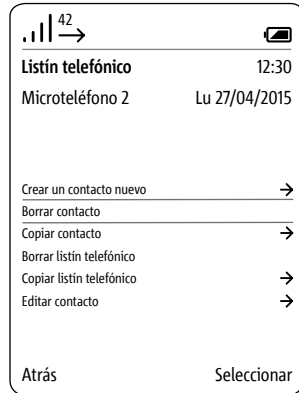 42
Listín telefónico 12:30
Microteléfono 2 Lu 27/04/2015
Crear un contacto nuevo
Borrar contacto
Copiar contacto
Borrar listín telefónico
Copiar listín telefónico
Editar contacto
Atrás Seleccionar